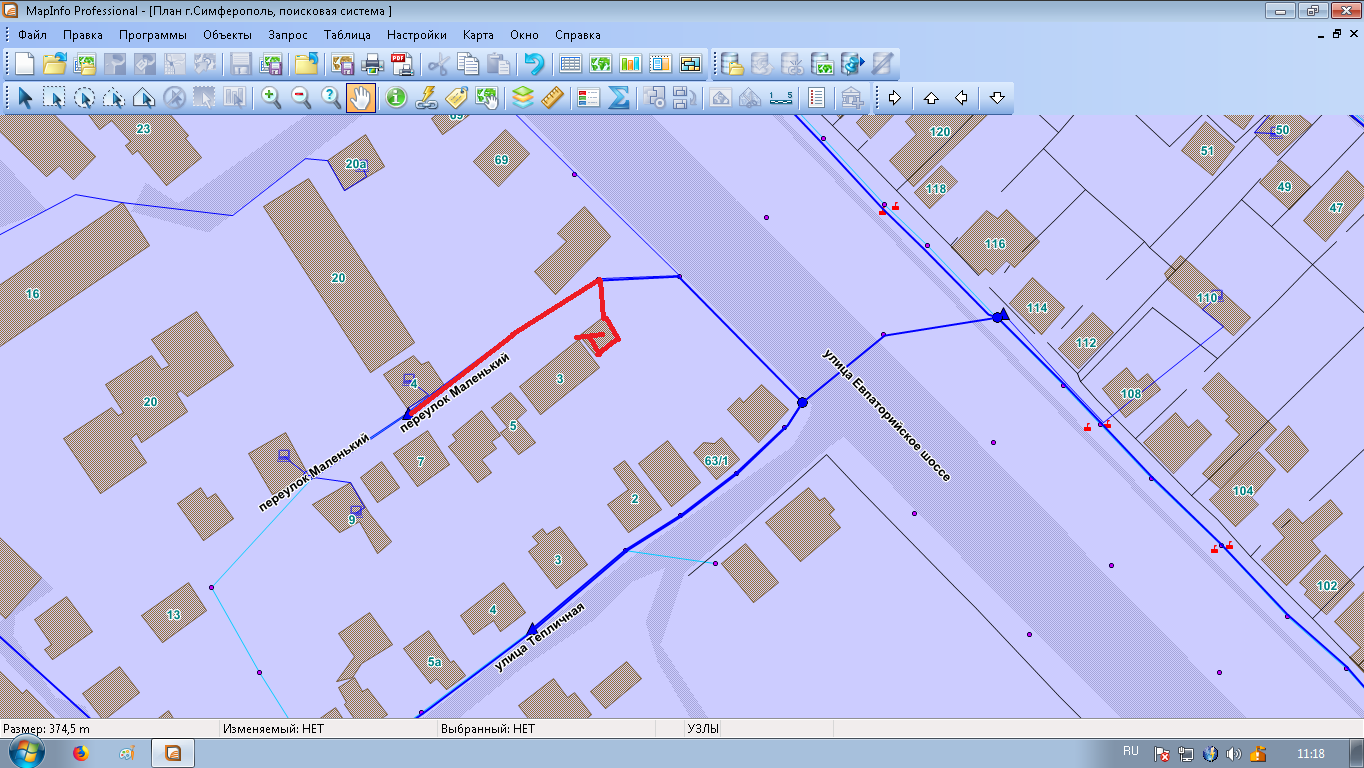 MapInfo Professional - [План г.Симферополь, поисковая система ]
Файл Правка Программы Объекты Запрос Таблица Настройки Карта Окно Справка
PDF
23
20а
69
120
118
50
51
49
47
116
16
20
110
114
112
4
переулок Маленький
3
улица Евпаторийское шоссе
108
20
5
переулок Маленький
7
63/1
104
2
9
3
102
13
4
улица Тепличная
5а
Размер: 374,5 m Изменяемый: НЕТ Выбранный: НЕТ УЗЛЫ
RU 11:18